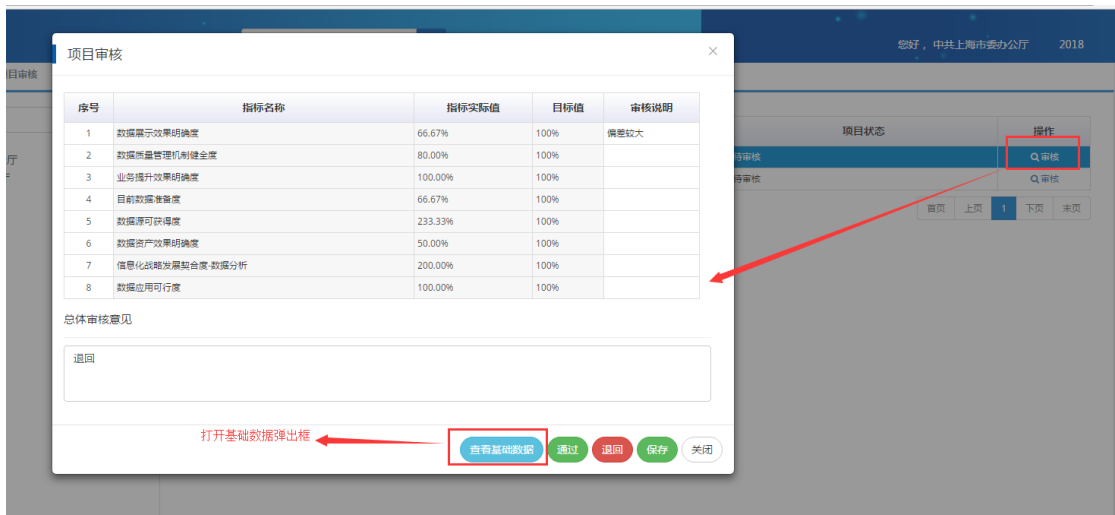 您好，中共上海市委办公厅 2018
项目审核 ×
目审核
序号 指标名称 指标实际值 目标值 审核说明
项目状态 操作
1 数据展示效果明确度 66.67% 100% 偏差较大
待审核 审核
2 数据质量管理机制健全度 80.00% 100%
厅
3 业务提升效果明确度 100.00% 100%
待审核 审核
4 目前数据准备度 66.67% 100%
首页 上页 1 下页 末页
5 数据源可获得度 233.33% 100%
6 数据资产效果明确度 50.00% 100%
7 信息化战略发展契合度-数据分析 200.00% 100%
8 数据应用可行度 100.00% 100%
总体审核意见
退回
打开基础数据弹出框
查看基础数据 通过 退回 保存 关闭